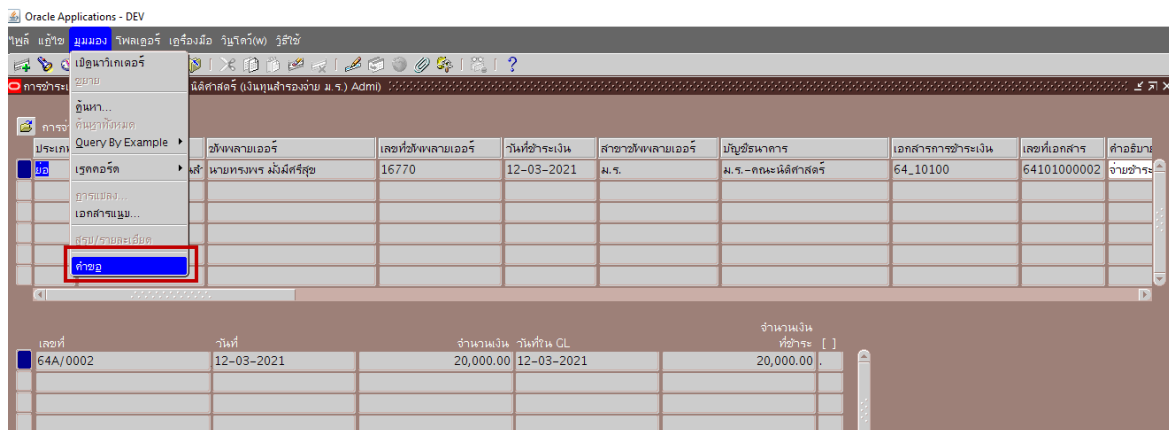 Oracle Applications - DEV
ไฟล์ แก้ไข มุมมอง โฟลเดอร์ เครื่องมือ วินโดว์(w) วิธีใช้
การชำระ นิติศาสตร์ (เงินทุนสำรองจ่าย ม.ร.) Admi)
เปิดนาวิเกเตอร์
ขยาย
ค้นหา...
ค้นหาทั้งหมด
Query By Example
เรคคอร์ด
การแปลง...
เอกสารแนบ...
สรุป/รายละเอียด
คำขอ
ประเภท ซัพพลายเออร์ เลขที่ซัพพลายเออร์ วันที่ชำระเงิน สาขาซัพพลายเออร์ บัญชีธนาคาร เอกสารการชำระเงิน เลขที่เอกสาร คำอธิบาย
ย่อ นายทรงพร มั่งมีศรีสุข 16770 12-03-2021 ม.ร. ม.ร.-คณะนิติศาสตร์ 64_10100 64101000002 จ่ายชำระ
จำนวนเงิน
เลขที่ วันที่ จำนวนเงิน วันที่ใน GL ที่ชำระ [ ]
64A/0002 12-03-2021 20,000.00 12-03-2021 20,000.00 .